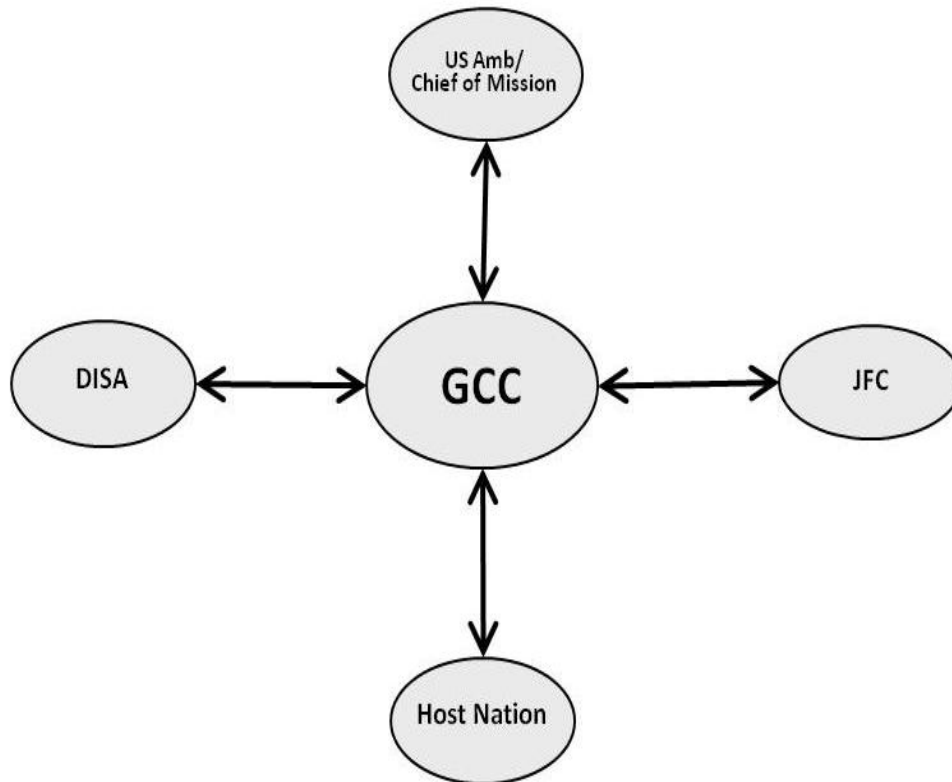 US Amb/
Chief of Mission
DISA
GCC
JFC
Host Nation